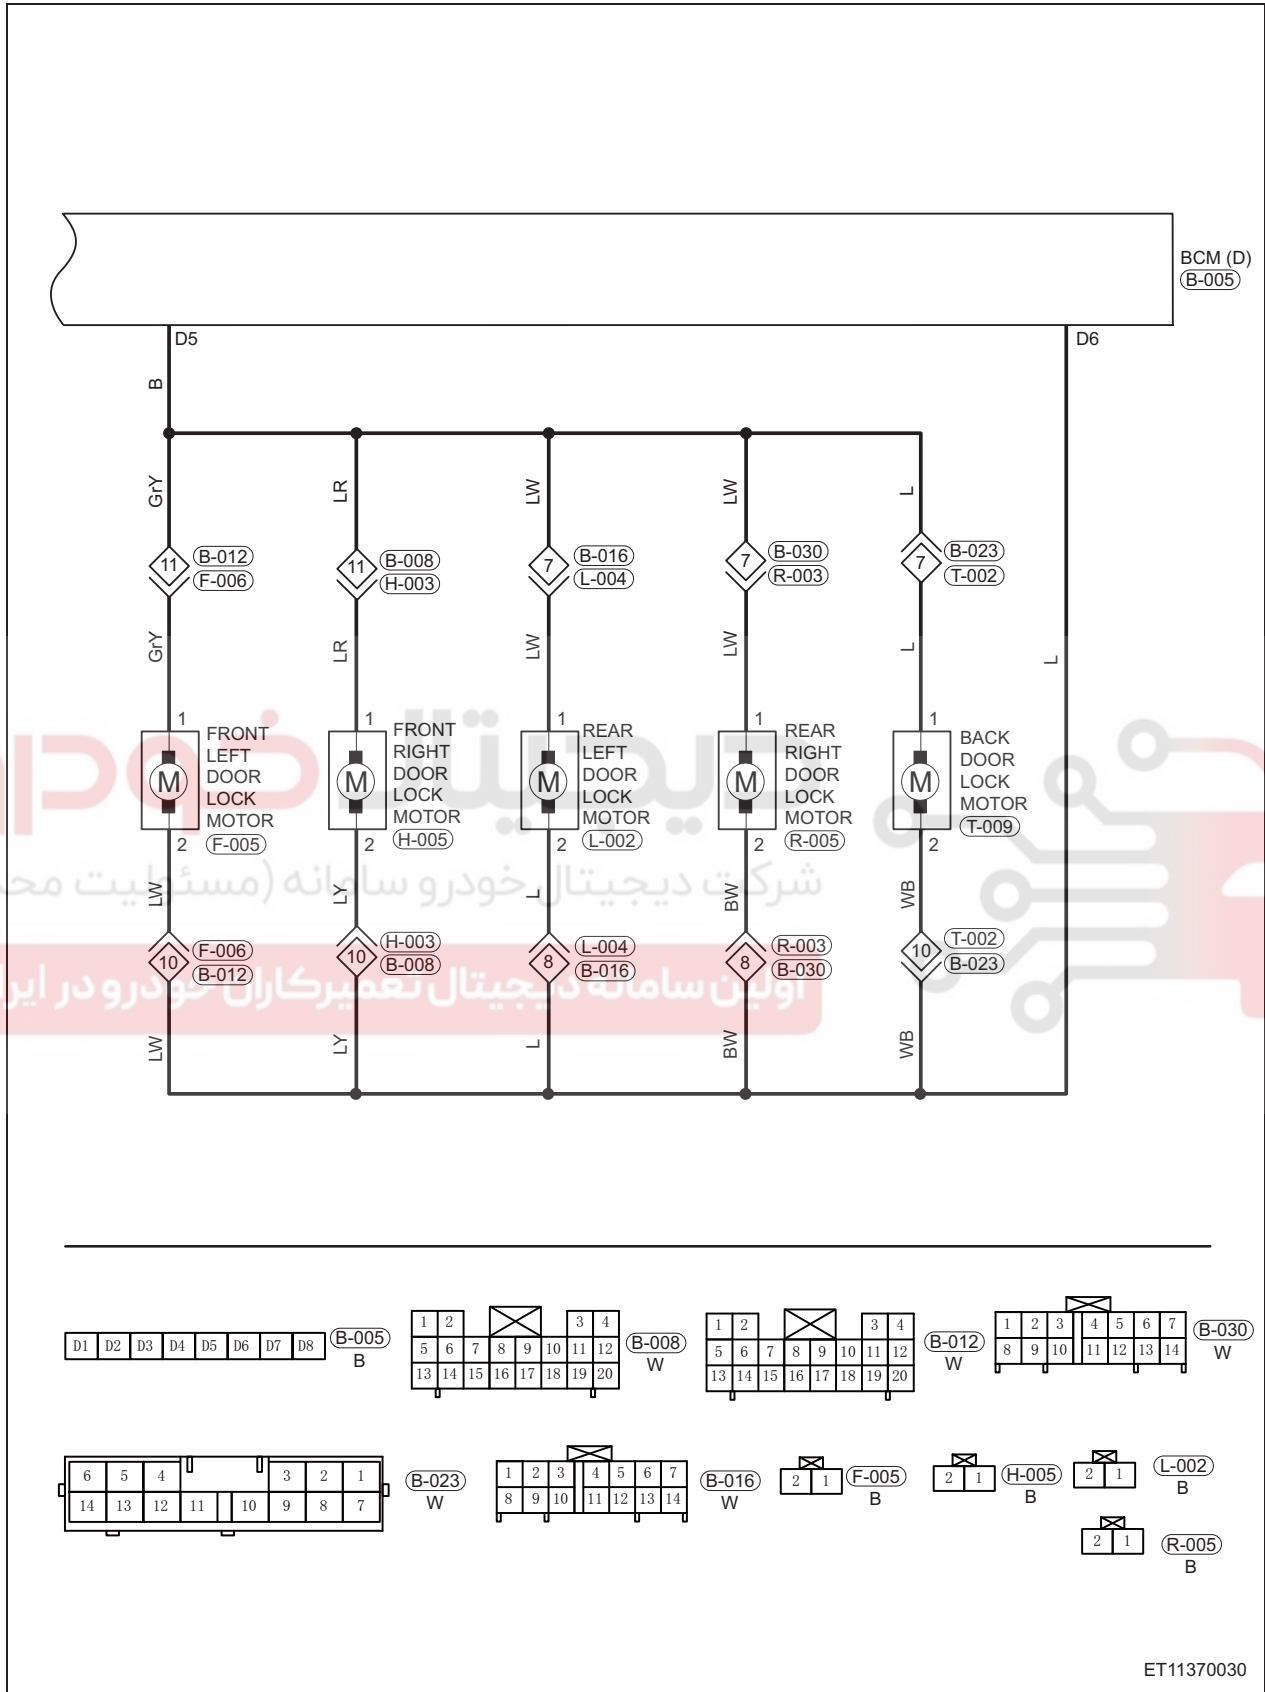 BCM (D)
B-005
D5
D6
B
GrY
LR
LW
LW
L
11
B-012
F-006
11
B-008
H-003
7
B-016
L-004
7
B-030
R-003
7
B-023
T-002
GrY
LR
LW
LW
L
L
1
FRONT
LEFT
DOOR
LOCK
MOTOR
F-005
M
2
1
FRONT
RIGHT
DOOR
LOCK
MOTOR
H-005
M
2
1
REAR
LEFT
DOOR
LOCK
MOTOR
L-002
M
2
1
REAR
RIGHT
DOOR
LOCK
MOTOR
R-005
M
2
1
BACK
DOOR
LOCK
MOTOR
T-009
M
2
دیجیتال خودرو
شرکت دیجیتال خودرو سامانه (مسئولیت
LW
LY
L
BW
WB
10
F-006
B-012
10
H-003
B-008
8
L-004
B-016
8
R-003
B-030
10
T-002
B-023
اولین سامانه دیجیتال تعمیرکاران خودرو در
LW
LY
L
BW
WB
D1 D2 D3 D4 D5 D6 D7 D8
B-005
B
1 2 3 4
5 6 7 8 9 10 11 12
13 14 15 16 17 18 19 20
B-008
W
1 2 3 4
5 6 7 8 9 10 11 12
13 14 15 16 17 18 19 20
B-012
W
1 2 3 4 5 6 7
8 9 10 11 12 13 14
B-030
W
6 5 4 3 2 1
14 13 12 11 10 9 8 7
B-023
W
1 2 3 4 5 6 7
8 9 10 11 12 13 14
B-016
W
2 1
F-005
B
2 1
H-005
B
2 1
L-002
B
2 1
R-005
B
ET11370030